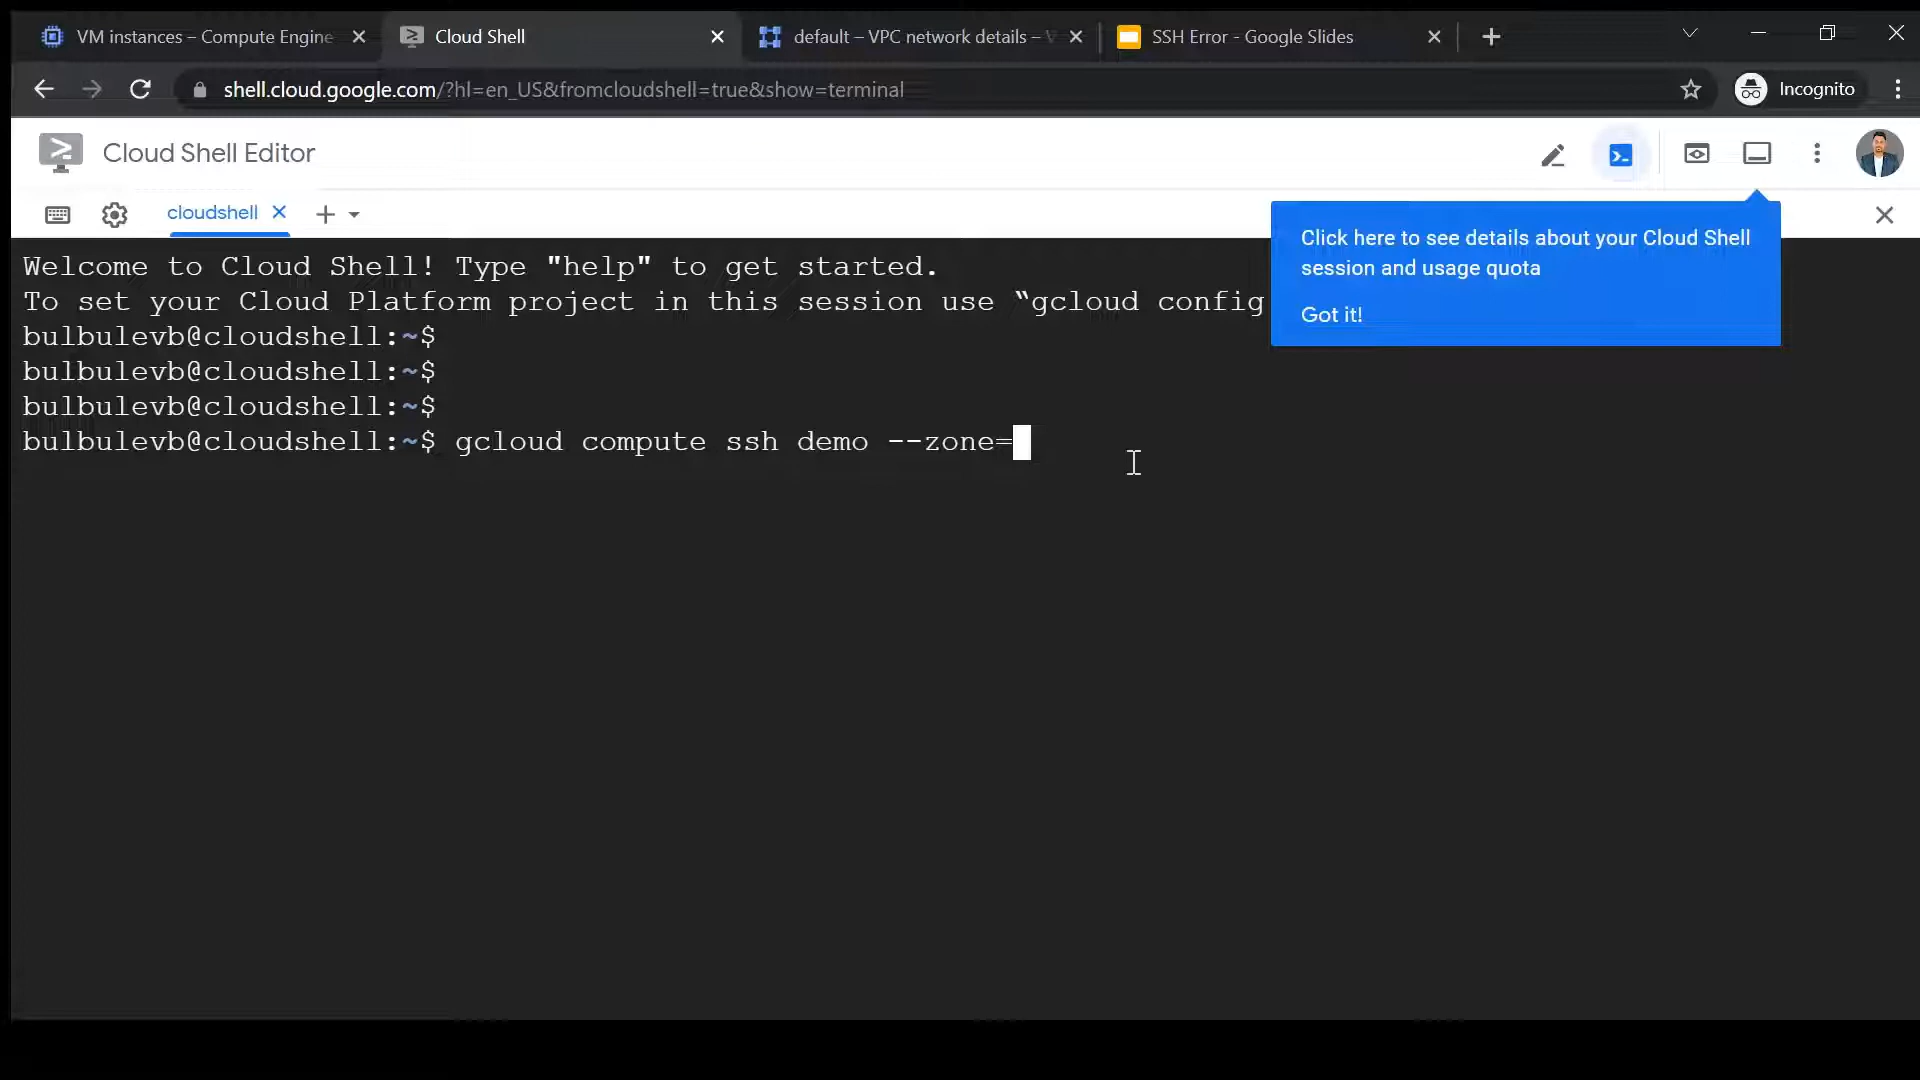 VM instances – Compute Engine
Cloud Shell
default – VPC network details –
SSH Error - Google Slides
shell.cloud.google.com/?hl=en_US&fromcloudshell=true&show=terminal
Incognito
Cloud Shell Editor
cloudshell
Click here to see details about your Cloud Shell
session and usage quota
Got it!
Welcome to Cloud Shell! Type "help" to get started.
To set your Cloud Platform project in this session use “gcloud config
bulbulevb@cloudshell:~$
bulbulevb@cloudshell:~$
bulbulevb@cloudshell:~$
bulbulevb@cloudshell:~$ gcloud compute ssh demo --zone=